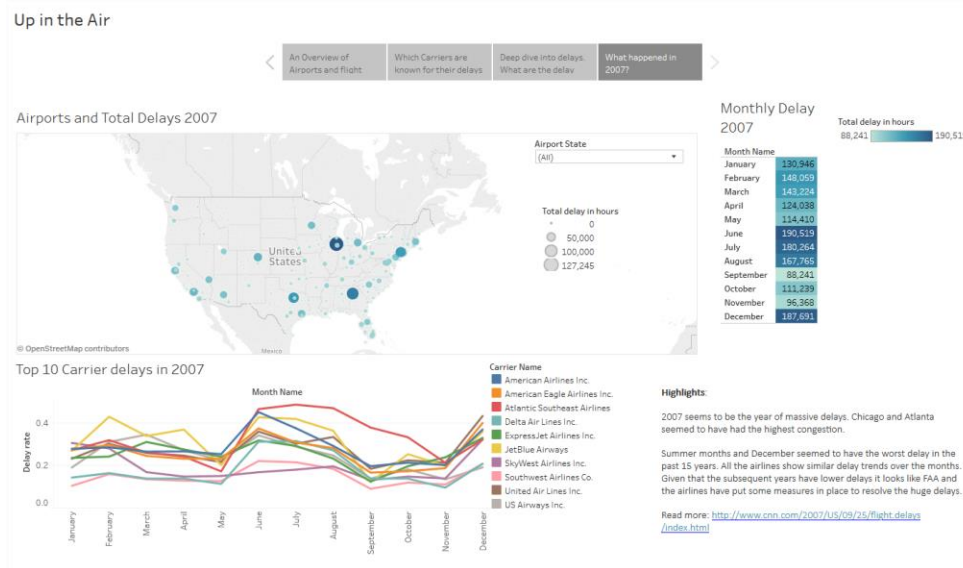 Up in the Air
An Overview of
Airports and flight
Which Carriers are
known for their delays
Deep dive into delays.
What are the delay
What happened in
2007?
Airports and Total Delays 2007
Airport State
(All)
Total delay in hours
0
50,000
100,000
127,245
United
States
Mexico
© OpenStreetMap contributors
Monthly Delay
2007
Month Name
January 130,946
February 148,059
March 143,224
April 124,038
May 114,410
June 190,519
July 180,264
August 167,765
September 88,241
October 111,239
November 96,368
December 187,691
Total delay in hours
88,241 190,51
Top 10 Carrier delays in 2007
Month Name
Delay rate
0.4
0.2
0.0
January
February
March
April
May
June
July
August
September
October
November
December
Carrier Name
American Airlines Inc.
American Eagle Airlines Inc.
Atlantic Southeast Airlines
Delta Air Lines Inc.
ExpressJet Airlines Inc.
JetBlue Airways
SkyWest Airlines Inc.
Southwest Airlines Co.
United Air Lines Inc.
US Airways Inc.
Highlights:
2007 seems to be the year of massive delays. Chicago and Atlanta
seemed to have had the highest congestion.
Summer months and December seemed to have the worst delay in the
past 15 years. All the airlines show similar delay trends over the months.
Given that the subsequent years have lower delays it looks like FAA and
the airlines have put some measures in place to resolve the huge delays.
Read more: http://www.cnn.com/2007/US/09/25/flight.delays
/index.html